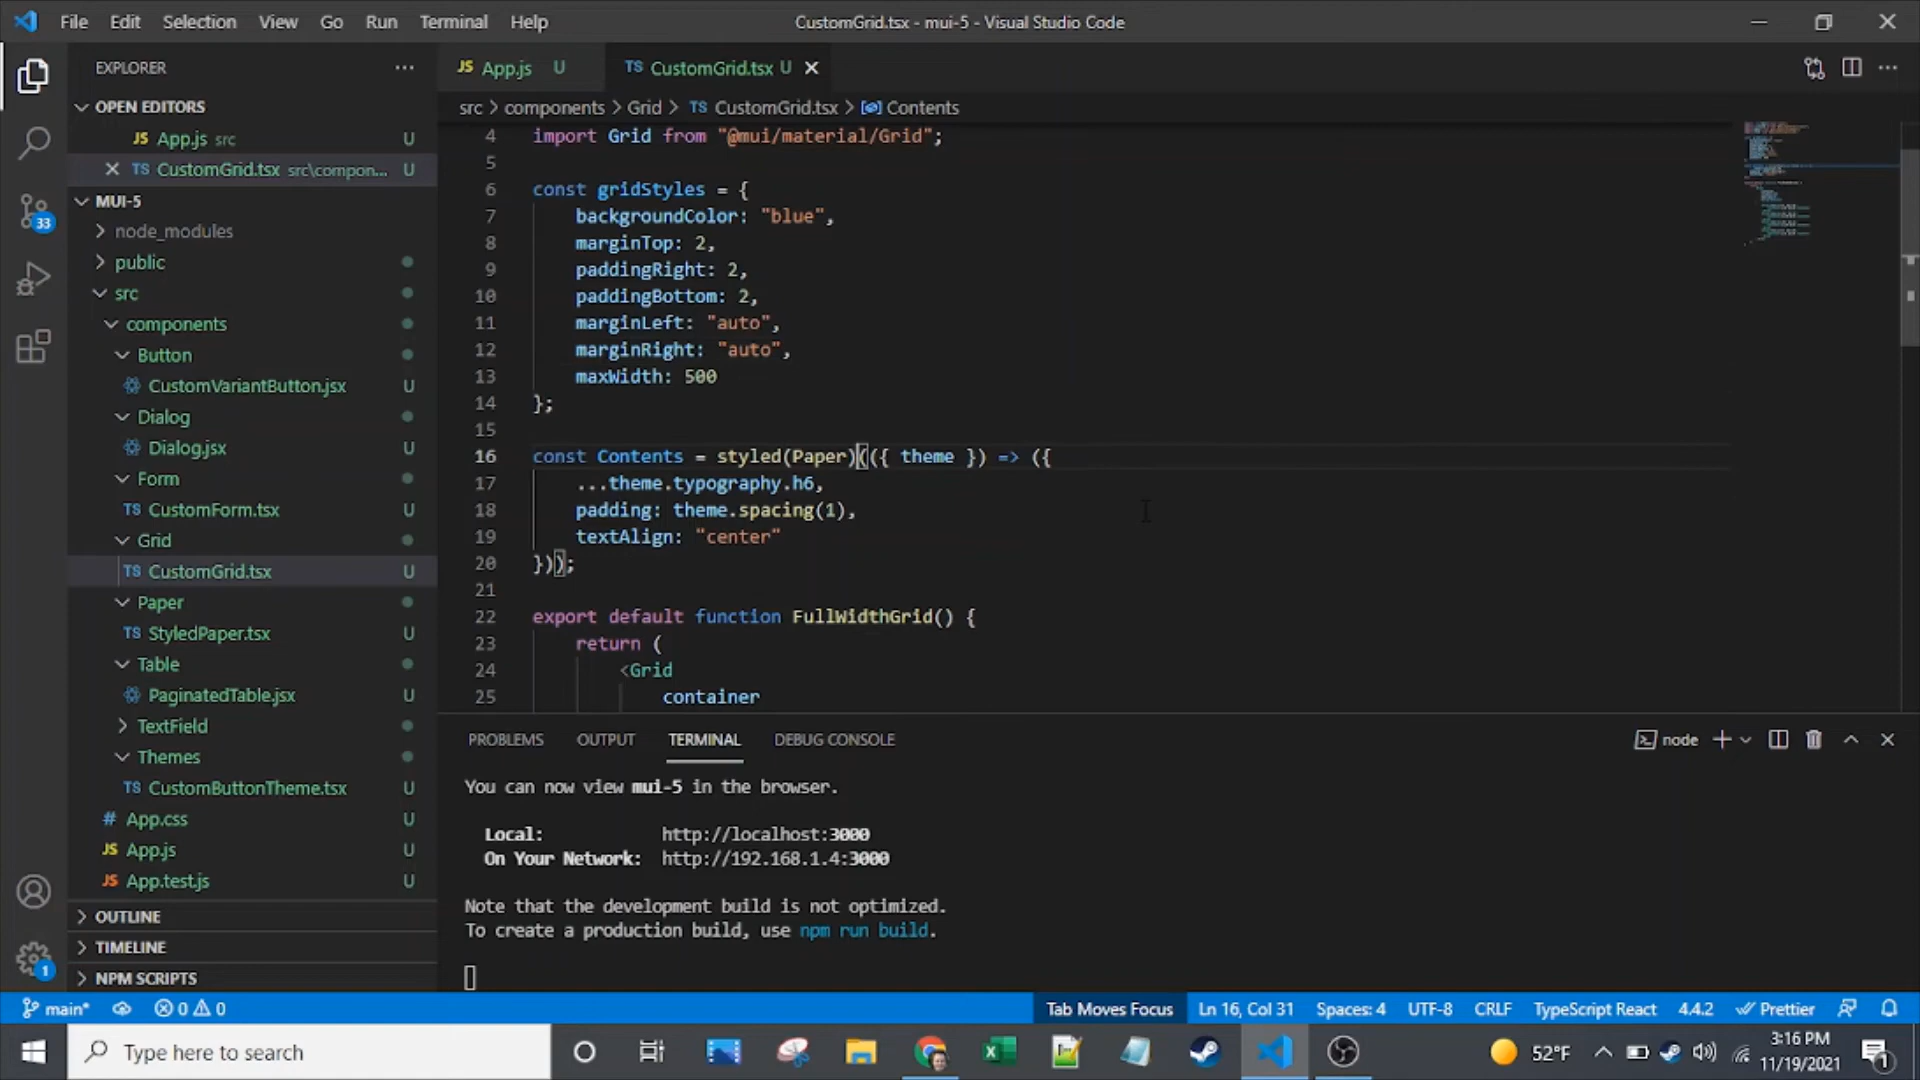 File Edit Selection View Go Run Terminal Help
CustomGrid.tsx - mui-5 - Visual Studio Code
EXPLORER
OPEN EDITORS
JS App.js src U
TS CustomGrid.tsx src\compon... U
MUI-5
node_modules
public
src
components
Button
CustomVariantButton.jsx U
Dialog
Dialog.jsx U
Form
TS CustomForm.tsx U
Grid
TS CustomGrid.tsx U
Paper
TS StyledPaper.tsx U
Table
PaginatedTable.jsx U
TextField
Themes
TS CustomButtonTheme.tsx U
# App.css U
JS App.js U
JS App.test.js U
OUTLINE
TIMELINE
NPM SCRIPTS
33
1
JS App.js U
TS CustomGrid.tsx U
src > components > Grid > TS CustomGrid.tsx > Contents
4 import Grid from "@mui/material/Grid";
5
6 const gridStyles = {
7 backgroundColor: "blue",
8 marginTop: 2,
9 paddingRight: 2,
10 paddingBottom: 2,
11 marginLeft: "auto",
12 marginRight: "auto",
13 maxWidth: 500
14 };
15
16 const Contents = styled(Paper)(({ theme }) => ({
17 ...theme.typography.h6,
18 padding: theme.spacing(1),
19 textAlign: "center"
20 }));
21
22 export default function FullWidthGrid() {
23 return (
24 <Grid
25 container
PROBLEMS OUTPUT TERMINAL DEBUG CONSOLE
node
You can now view mui-5 in the browser.
Local: http://localhost:3000
On Your Network: http://192.168.1.4:3000
Note that the development build is not optimized.
To create a production build, use npm run build.
main* 0 0
Tab Moves Focus Ln 16, Col 31 Spaces: 4 UTF-8 CRLF TypeScript React 4.4.2 Prettier
Type here to search
52°F
3:16 PM
11/19/2021
1